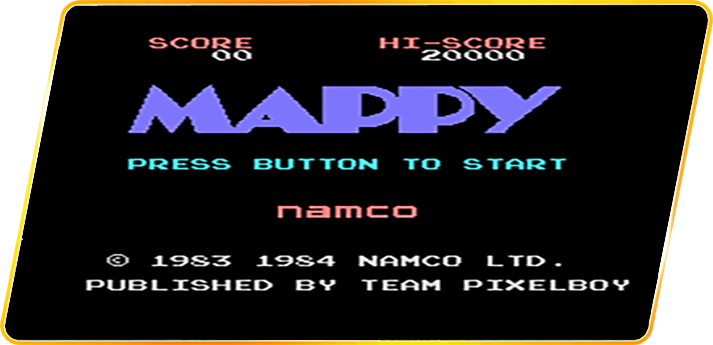 SCORE HI-SCORE
00 20000
MAPPY
PRESS BUTTON TO START
namco
© 1983 1984 NAMCO LTD.
PUBLISHED BY TEAM PIXELBOY